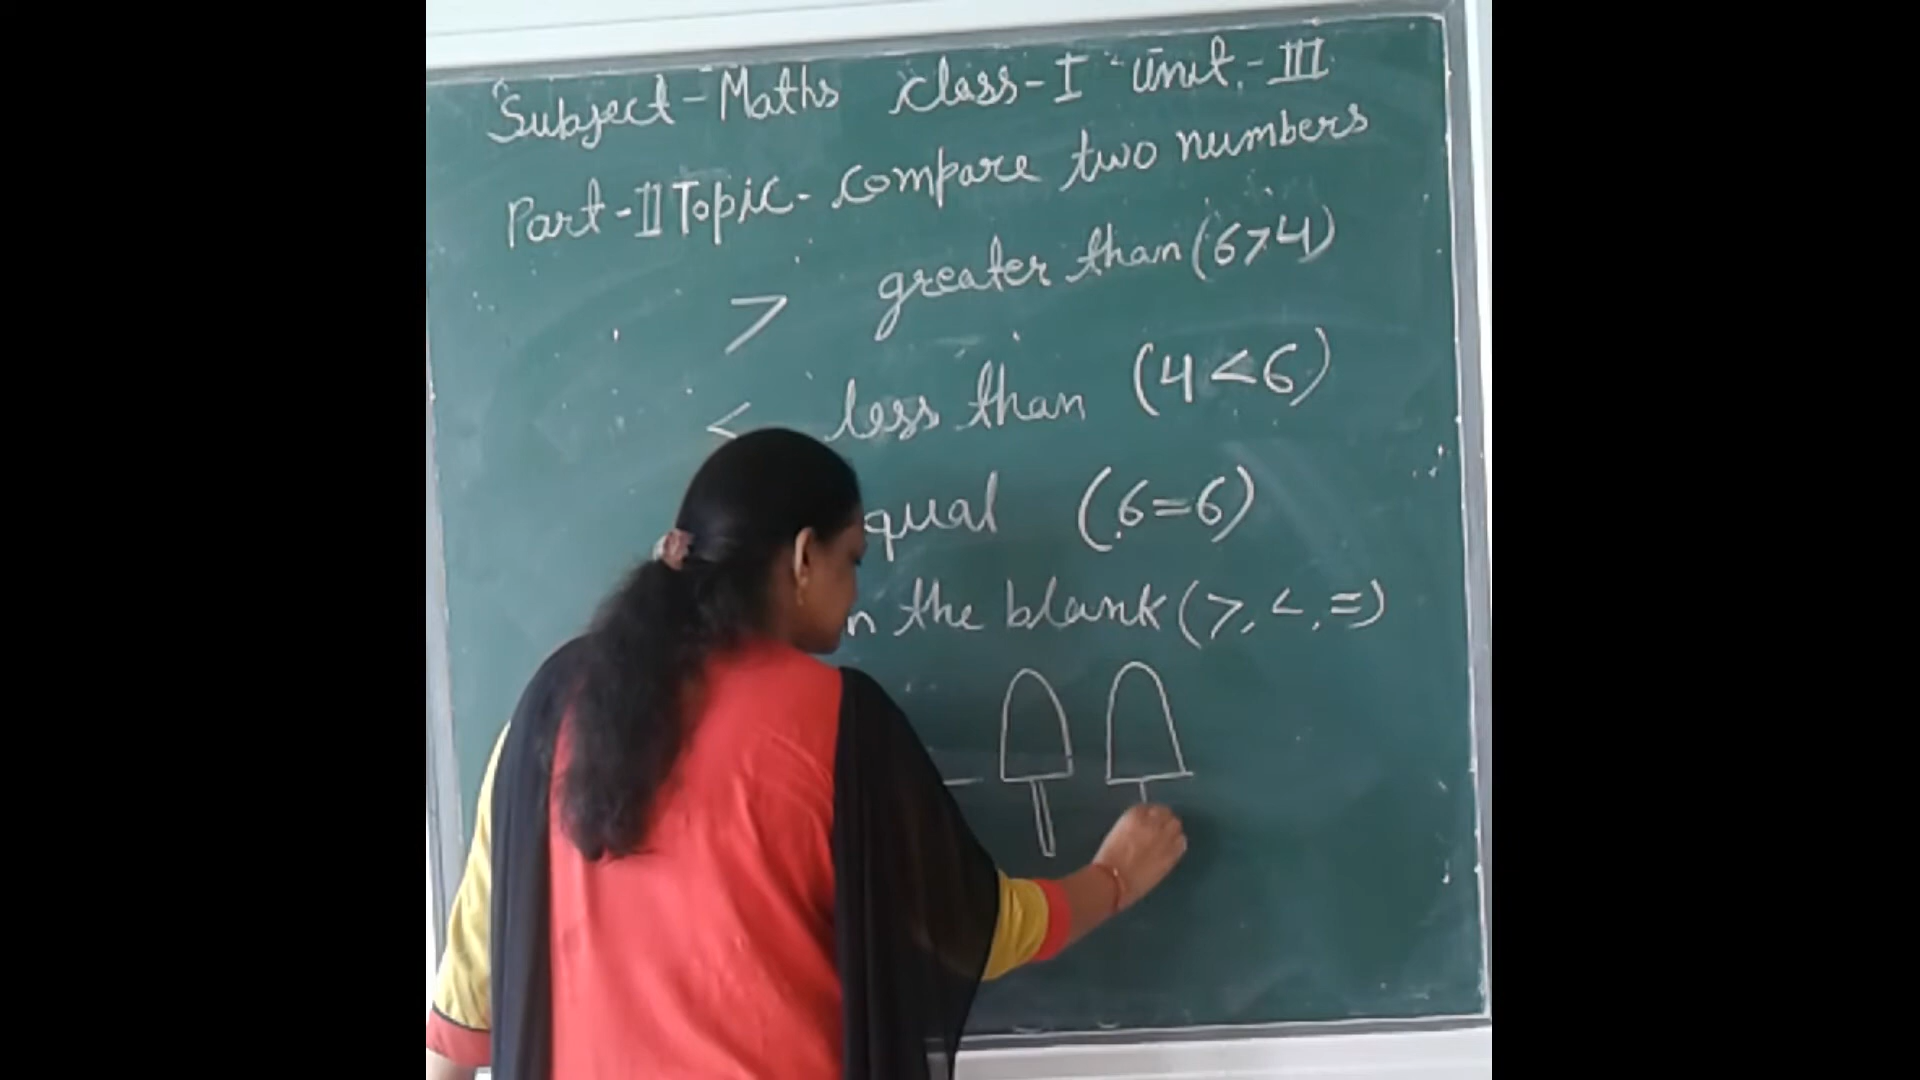 Subject - Maths class - I Unit - III
Part - II Topic - compare two numbers
> greater than (6>4)
< less than (4<6)
qual (6=6)
n the blank (>, <, =)